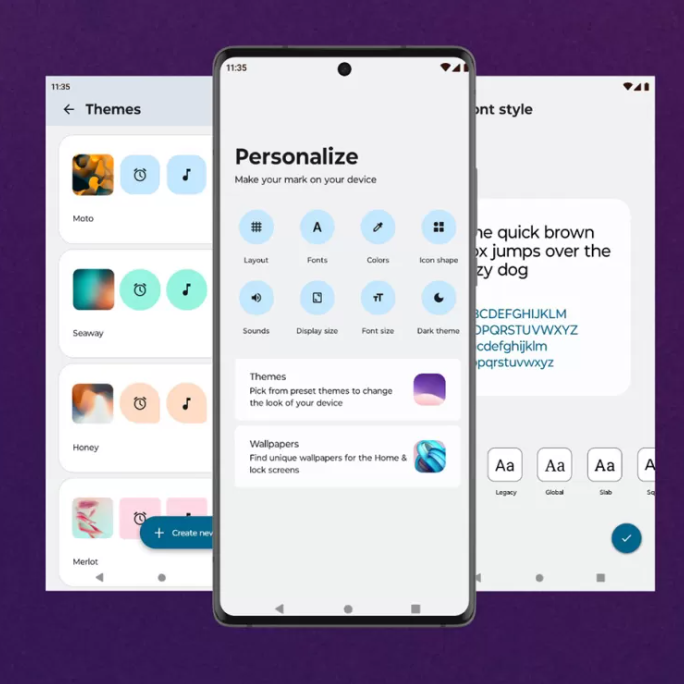 11:35
Themes
Moto
Seaway
Honey
Merlot
+ Create new
11:35
Personalize
Make your mark on your device
Layout
Fonts
Colors
Icon shape
Sounds
Display size
Font size
Dark theme
Themes
Pick from preset themes to change
the look of your device
Wallpapers
Find unique wallpapers for the Home &
lock screens
nt style
he quick brown
ox jumps over the
zy dog
BCDEFGHIJKLM
OPQRSTUVWXYZ
cdefghijklm
pqrstuvwxyz
Aa
Aa
Aa
A
Legacy
Global
Slab
Sq